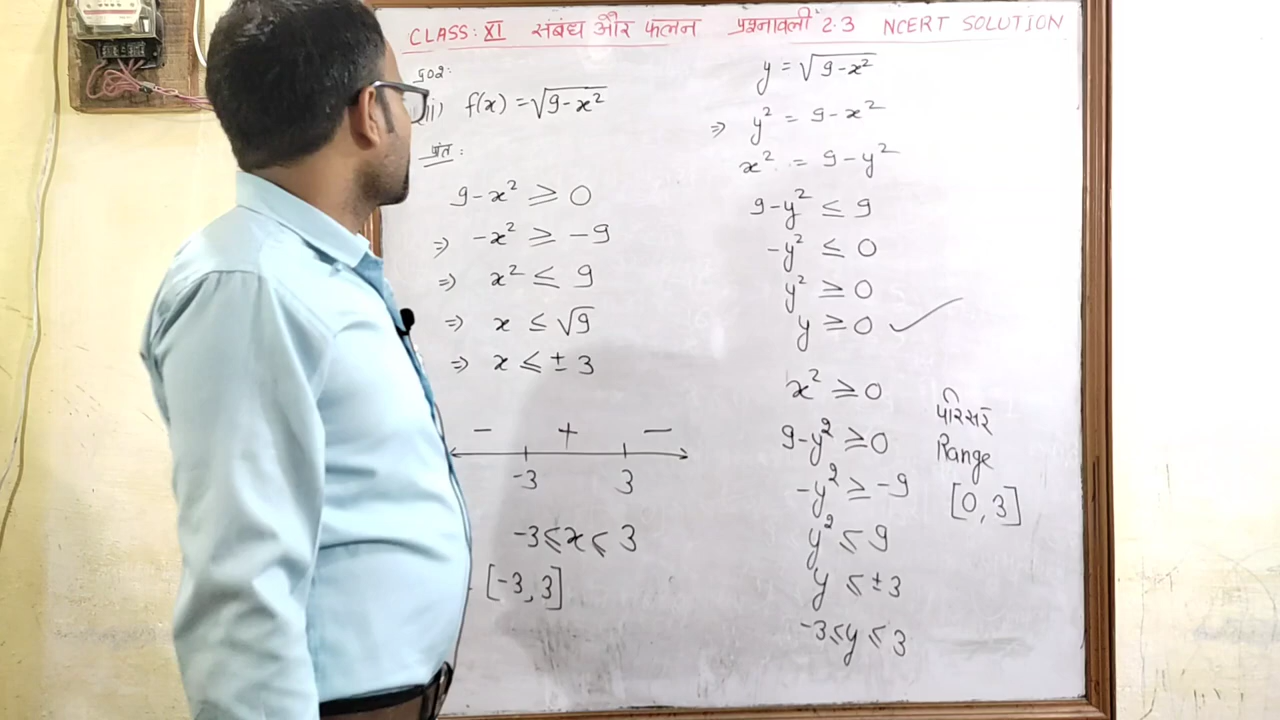 CLASS: XI संबंध और फलन प्रश्नावली 2.3 NCERT SOLUTION
प्र02:
(ii) f(x) = √9-x²
प्रांत:
9-x² ⩾ 0
⇒ -x² ⩾ -9
⇒ x² ⩽ 9
⇒ x ⩽ √9
⇒ x ⩽ ± 3
- + -
-3 3
-3⩽x⩽ 3
[-3, 3]
y = √9-x²
⇒ y² = 9-x²
x² = 9-y²
9-y² ⩽ 9
-y² ⩽ 0
y² ⩾ 0
y ⩾ 0 ✓
x² ⩾ 0
9-y² ⩾ 0
-y² ⩾ -9
y² ⩽ 9
y ⩽ ±3
-3⩽y⩽ 3
परिसर
Range
[0, 3]